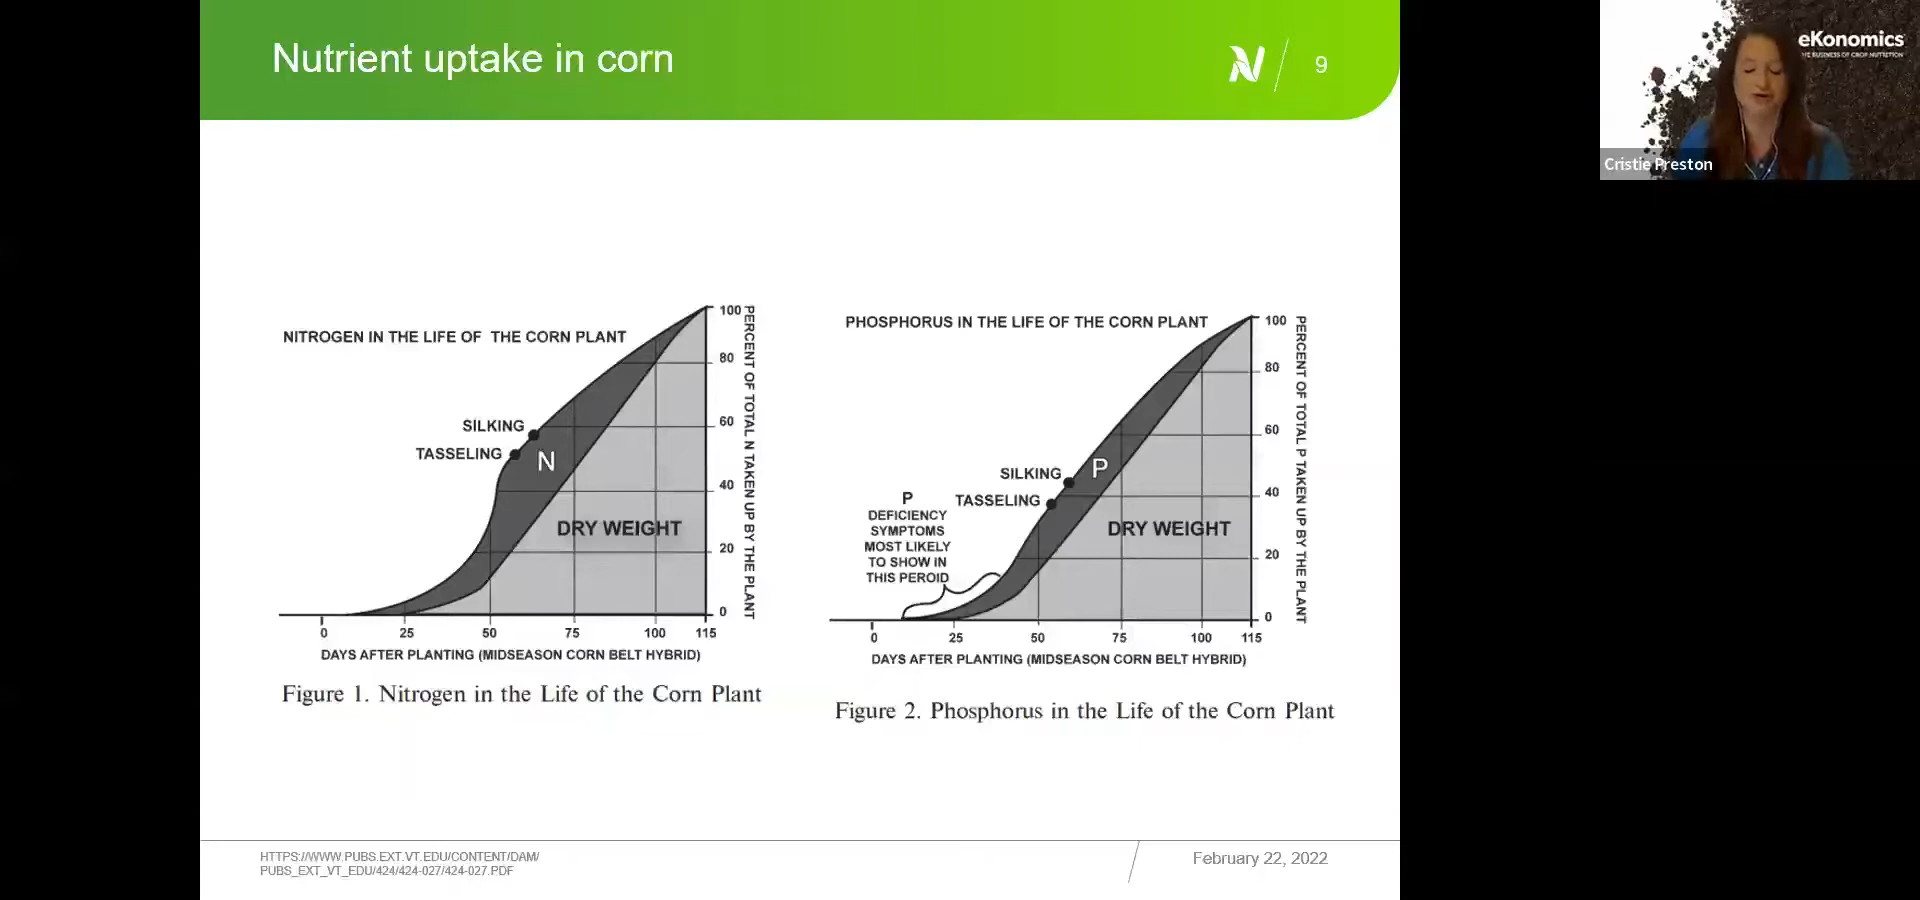 Nutrient uptake in corn
9
eKonomics
THE BUSINESS OF CROP NUTRITION
Cristie Preston
NITROGEN IN THE LIFE OF THE CORN PLANT
SILKING
TASSELING
N
DRY WEIGHT
100
80
60
40
20
0
PERCENT OF TOTAL N TAKEN UP BY THE PLANT
0 25 50 75 100 115
DAYS AFTER PLANTING (MIDSEASON CORN BELT HYBRID)
Figure 1. Nitrogen in the Life of the Corn Plant
PHOSPHORUS IN THE LIFE OF THE CORN PLANT
SILKING
TASSELING
P
P
DEFICIENCY
SYMPTOMS
MOST LIKELY
TO SHOW IN
THIS PEROID
DRY WEIGHT
100
80
60
40
20
0
PERCENT OF TOTAL P TAKEN UP BY THE PLANT
0 25 50 75 100 115
DAYS AFTER PLANTING (MIDSEASON CORN BELT HYBRID)
Figure 2. Phosphorus in the Life of the Corn Plant
HTTPS://WWW.PUBS.EXT.VT.EDU/CONTENT/DAM/
PUBS_EXT_VT_EDU/424/424-027/424-027.PDF
February 22, 2022